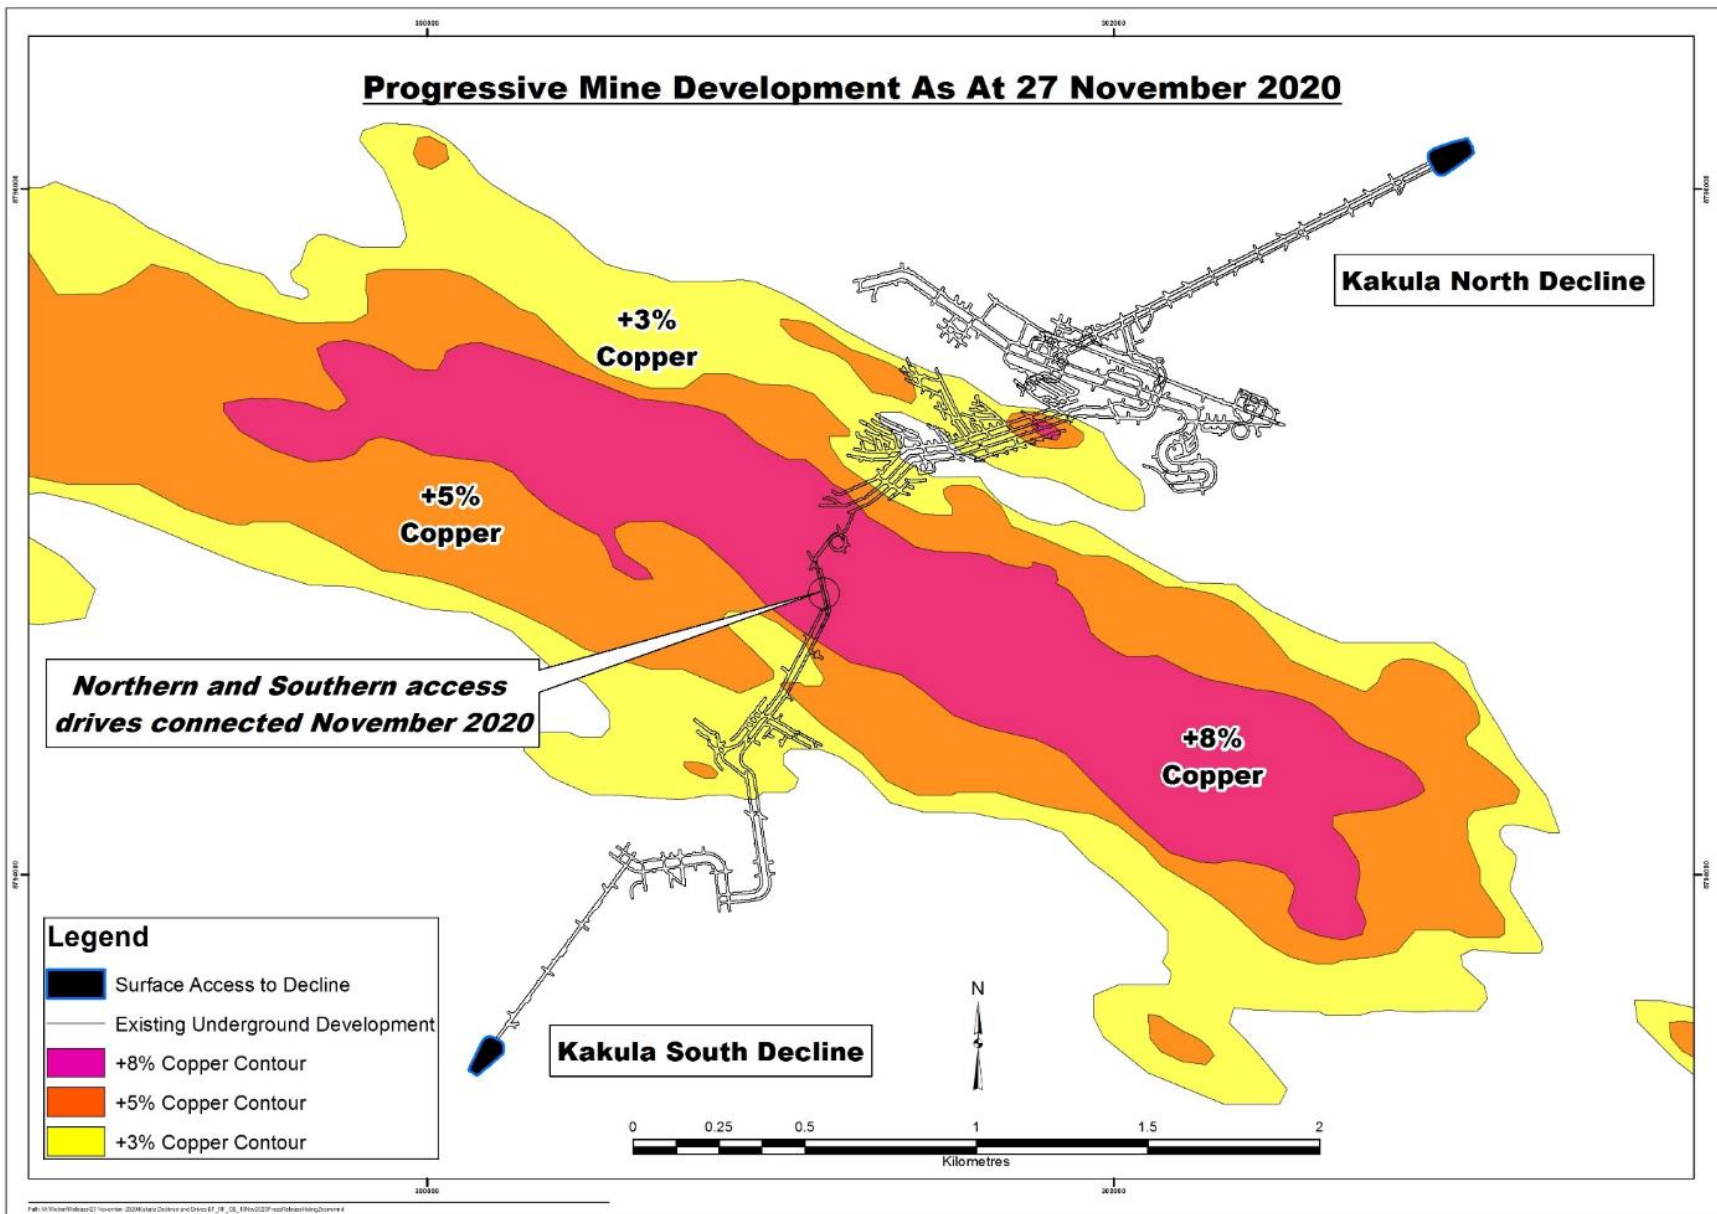 300000
302000
Progressive Mine Development As At 27 November 2020
Kakula North Decline
+3%
Copper
+5%
Copper
Northern and Southern access
drives connected November 2020
+8%
Copper
Legend
Surface Access to Decline
Existing Underground Development
+8% Copper Contour
+5% Copper Contour
+3% Copper Contour
Kakula South Decline
N
0 0.25 0.5 1 1.5 2
Kilometres